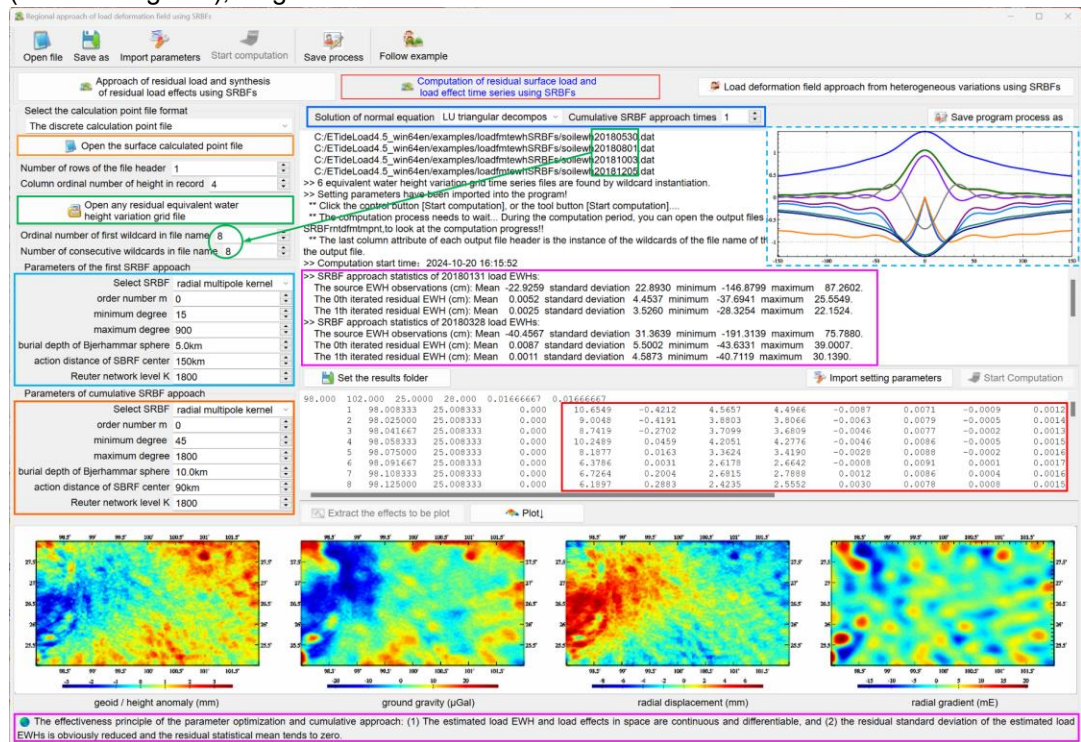 Regional approach of load deformation field using SRBFs
Open file Save as Import parameters Start computation Save process Follow example
Approach of residual load and synthesis
of residual load effects using SRBFs
Computation of residual surface load and
load effect time series using SRBFs
Load deformation field approach from heterogeneous variations using SRBFs
Select the calculation point file format
The discrete calculation point file
Open the surface calculated point file
Number of rows of the file header 1
Column ordinal number of height in record 4
Open any residual equivalent water
height variation grid file
Ordinal number of first wildcard in file name 8
Number of consecutive wildcards in file name 8
Parameters of the first SRBF appoach
Select SRBF radial multipole kernel
order number m 0
minimum degree 15
maximum degree 900
burial depth of Bjerhammar sphere 5.0km
action distance of SBRF center 150km
Reuter network level K 1800
Parameters of cumulative SRBF appoach
Select SRBF radial multipole kernel
order number m 0
minimum degree 45
maximum degree 1800
burial depth of Bjerhammar sphere 10.0km
action distance of SBRF center 90km
Reuter network level K 1800
Solution of normal equation LU triangular decompos Cumulative SRBF approach times 1
Save program process as
C:/ETideLoad4.5_win64en/examples/loadfmtewhSRBFs/soilewh20180530.dat
C:/ETideLoad4.5_win64en/examples/loadfmtewhSRBFs/soilewh20180801.dat
C:/ETideLoad4.5_win64en/examples/loadfmtewhSRBFs/soilewh20181003.dat
C:/ETideLoad4.5_win64en/examples/loadfmtewhSRBFs/soilewh20181205.dat
>> 6 equivalent water height variation grid time series files are found by wildcard instantiation.
>> Setting parameters have been imported into the program!
** Click the control button [Start computation], or the tool button [Start computation]....
** The computation process needs to wait... During the computation period, you can open the output files
SRBFrntdfmtmpnt,to look at the computation progress!!
** The last column attribute of each output file header is the instance of the wildcards of the file name of th
the output file.
>> Computation start time: 2024-10-20 16:15:52
>> SRBF approach statistics of 20180131 load EWHs:
The source EWH observations (cm): Mean -22.9259 standard deviation 22.8930 minimum -146.8799 maximum 87.2602.
The 0th iterated residual EWH (cm): Mean 0.0052 standard deviation 4.4537 minimum -37.6941 maximum 25.5549.
The 1th iterated residual EWH (cm): Mean 0.0025 standard deviation 3.5260 minimum -28.3254 maximum 22.1524.
>> SRBF approach statistics of 20180328 load EWHs:
The source EWH observations (cm): Mean -40.4567 standard deviation 31.3639 minimum -191.3139 maximum 75.7880.
The 0th iterated residual EWH (cm): Mean 0.0087 standard deviation 5.5002 minimum -43.6331 maximum 39.0007.
The 1th iterated residual EWH (cm): Mean 0.0011 standard deviation 4.5873 minimum -40.7119 maximum 30.1390.
Set the results folder Import setting parameters Start Computation
98.000 102.000 25.0000 28.000 0.01666667 0.01666667
1 98.008333 25.008333 0.000 10.6549 -0.4212 4.5657 4.4966 -0.0087 0.0071 -0.0009 0.0012
2 98.025000 25.008333 0.000 9.0048 -0.4191 3.8803 3.8066 -0.0063 0.0079 -0.0005 0.0014
3 98.041667 25.008333 0.000 8.7419 -0.2702 3.7099 3.6809 -0.0046 0.0077 -0.0002 0.0013
4 98.058333 25.008333 0.000 10.2489 0.0459 4.2051 4.2776 -0.0046 0.0086 -0.0005 0.0015
5 98.075000 25.008333 0.000 8.1877 0.0163 3.3624 3.4190 -0.0028 0.0088 -0.0002 0.0016
6 98.091667 25.008333 0.000 6.3786 0.0031 2.6178 2.6642 -0.0008 0.0091 0.0001 0.0017
7 98.108333 25.008333 0.000 6.7264 0.2004 2.6815 2.7888 0.0012 0.0086 0.0004 0.0016
8 98.125000 25.008333 0.000 6.1897 0.2883 2.4235 2.5552 0.0030 0.0078 0.0008 0.0015
Extract the effects to be plot Plot↓
geoid / height anomaly (mm) ground gravity (μGal) radial displacement (mm) radial gradient (mE)
The effectiveness principle of the parameter optimization and cumulative approach: (1) The estimated load EWH and load effects in space are continuous and differentiable, and (2) the residual standard deviation of the estimated load
EWHs is obviously reduced and the residual statistical mean tends to zero.